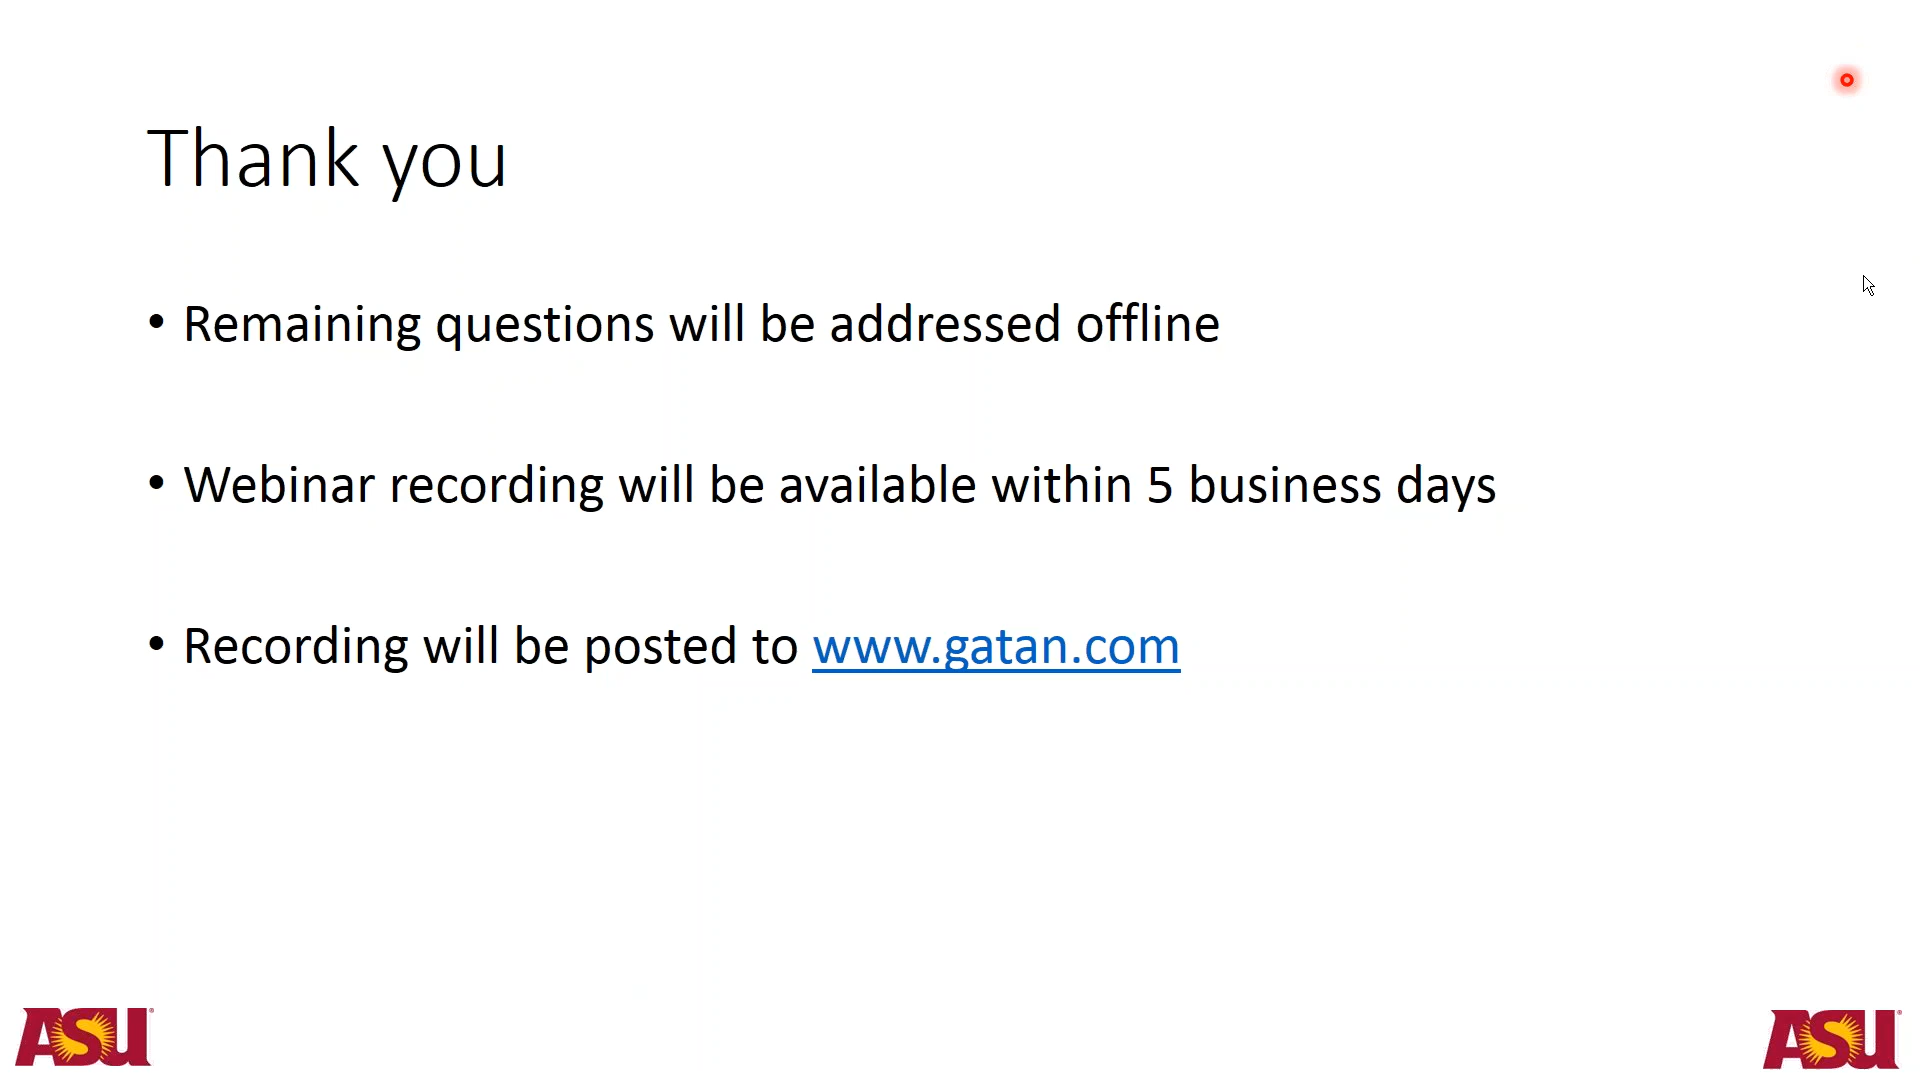 Thank you
• Remaining questions will be addressed offline
• Webinar recording will be available within 5 business days
• Recording will be posted to www.gatan.com
ASU
ASU